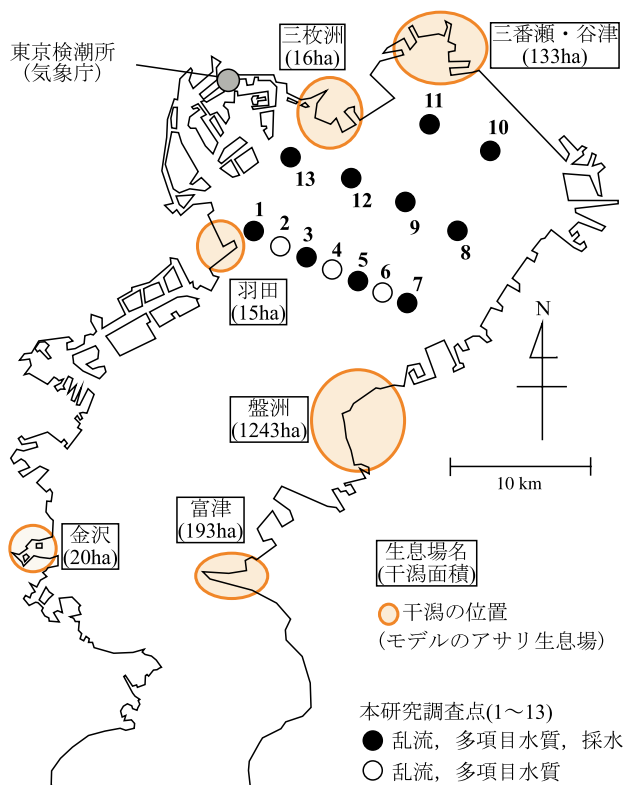 東京検潮所
（気象庁）
三枚洲
(16ha)
三番瀬・谷津
(133ha)
11
10
13
12
9
8
1
2
3
4
5
6
7
羽田
(15ha)
N
盤洲
(1243ha)
10 km
富津
(193ha)
金沢
(20ha)
生息場名
(干潟面積)
干潟の位置
（モデルのアサリ生息場）
本研究調査点(1〜13)
乱流，多項目水質，採水
乱流，多項目水質